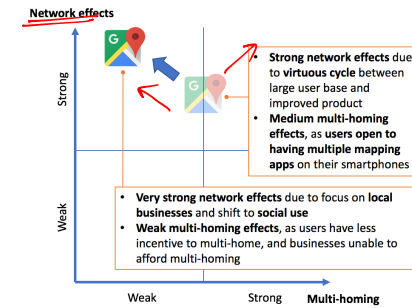 Network effects
Strong
Weak
G
G
• Strong network effects due
to virtuous cycle between
large user base and
improved product
• Medium multi-homing
effects, as users open to
having multiple mapping
apps on their smartphones
• Very strong network effects due to focus on local
businesses and shift to social use
• Weak multi-homing effects, as users have less
incentive to multi-home, and businesses unable to
afford multi-homing
Weak
Strong
Multi-homing